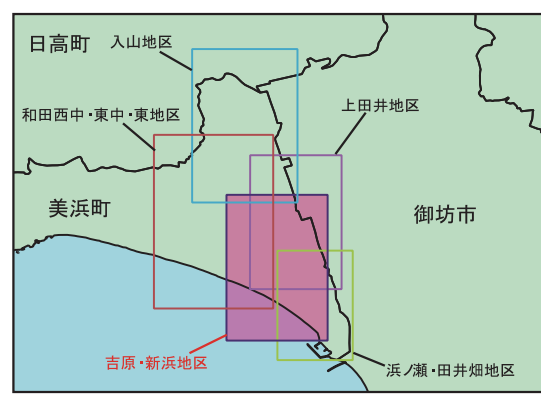 日高町
入山地区
上田井地区
和田西中・東中・東地区
美浜町
御坊市
吉原・新浜地区
浜ノ瀬・田井畑地区